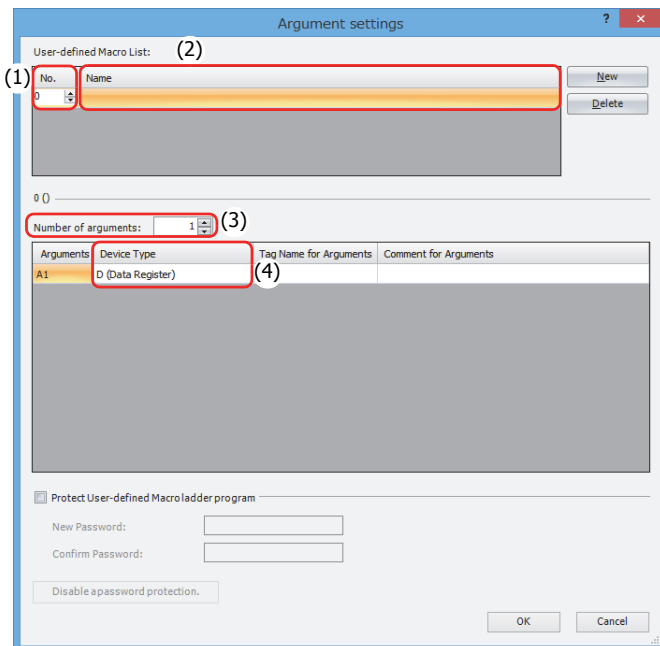 Argument settings
? ×
User-defined Macro List:
(2)
(1)
No. Name
New
0
Delete
0 ()
Number of arguments: 1
(3)
Arguments Device Type Tag Name for Arguments Comment for Arguments
A1 D (Data Register)
(4)
Protect User-defined Macro ladder program
New Password:
Confirm Password:
Disable a password protection.
OK Cancel